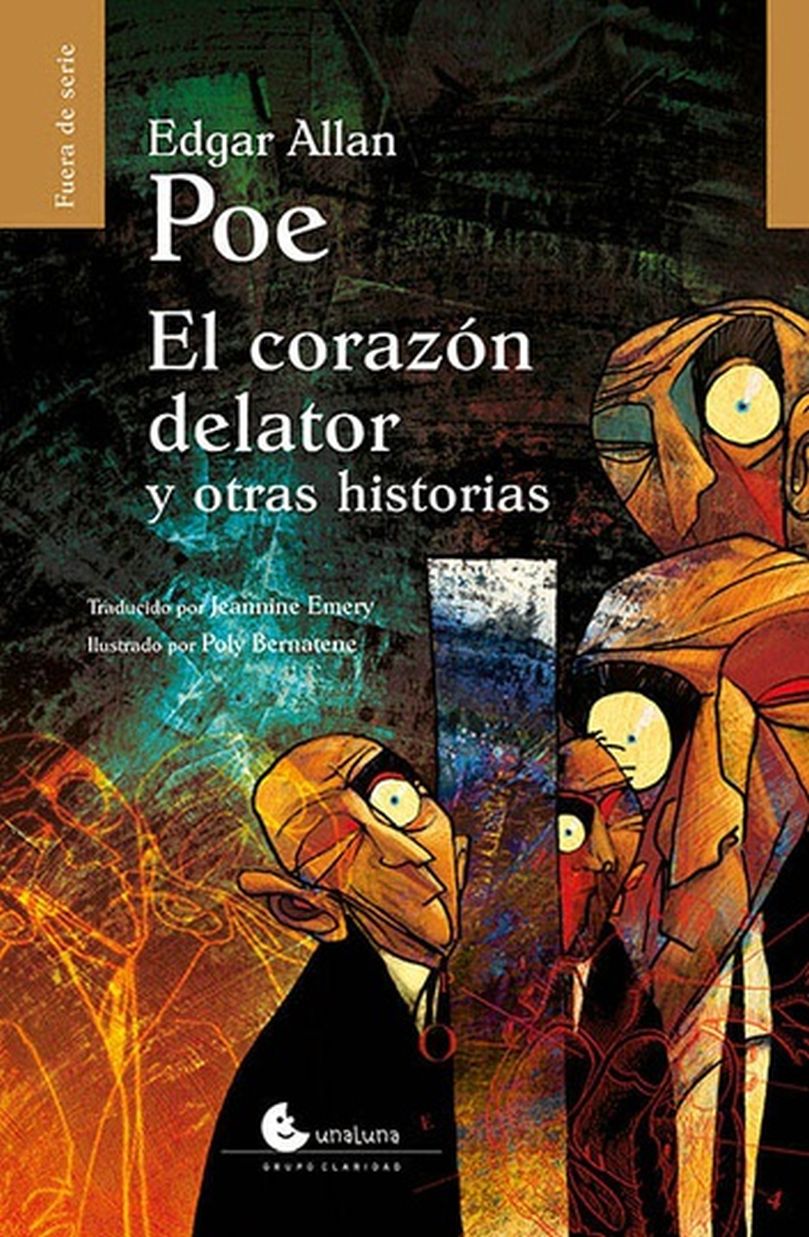 Fuera de serie
Edgar Allan
Poe
El corazón
delator
y otras historias
Traducido por Jeannine Emery
Ilustrado por Poly Bernatene
unaLuna
GRUPO CLARIDAD